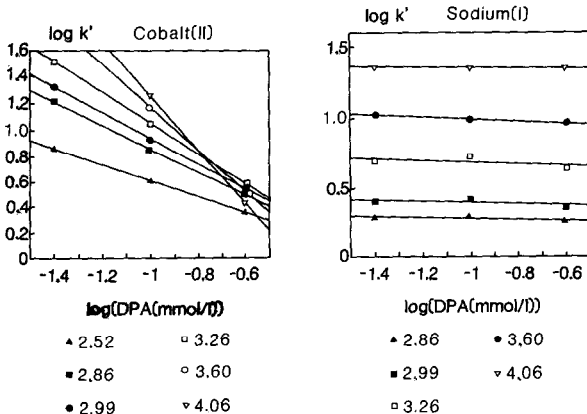 log k' Cobalt(II)
1.6
1.4
1.2
1.0
0.8
0.6
0.4
0.2
0
-1.4 -1.2 -1 -0.8 -0.6
log(DPA(mmol/l))
▲ 2.52 □ 3.26
■ 2.86 ○ 3.60
● 2.99 ▽ 4.06
log k' Sodium(I)
1.5
1.0
0.5
0
-1.4 -1.2 -1 -0.8 -0.6
log(DPA(mmol/l))
▲ 2.86 ● 3.60
■ 2.99 ▽ 4.06
□ 3.26